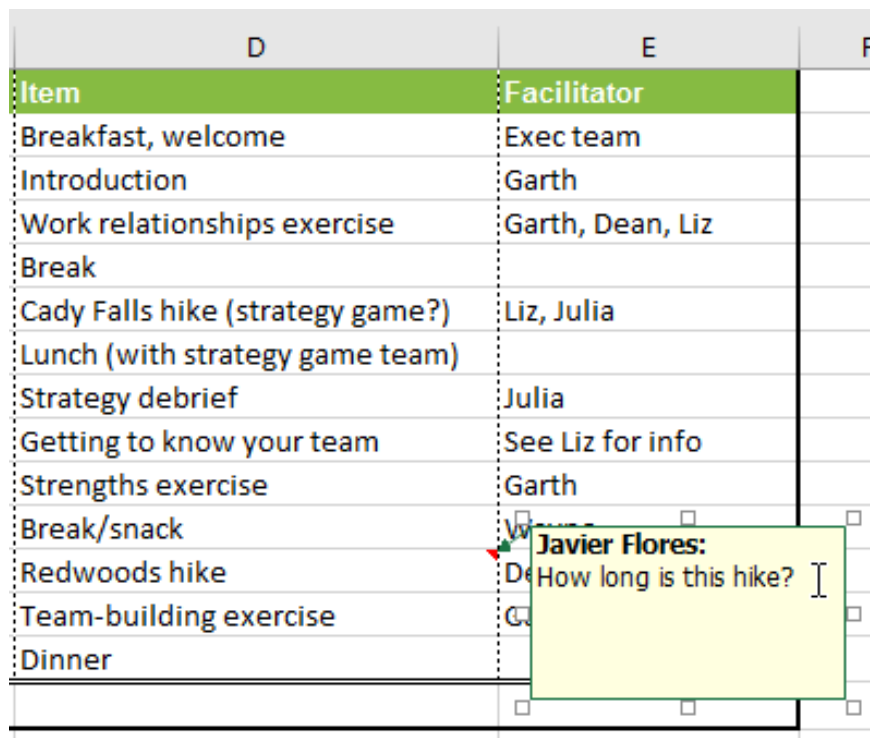 D E F
Item Facilitator
Breakfast, welcome Exec team
Introduction Garth
Work relationships exercise Garth, Dean, Liz
Break
Cady Falls hike (strategy game?) Liz, Julia
Lunch (with strategy game team)
Strategy debrief Julia
Getting to know your team See Liz for info
Strengths exercise Garth
Break/snack
Javier Flores:
Redwoods hike
How long is this hike?
Team-building exercise
Dinner